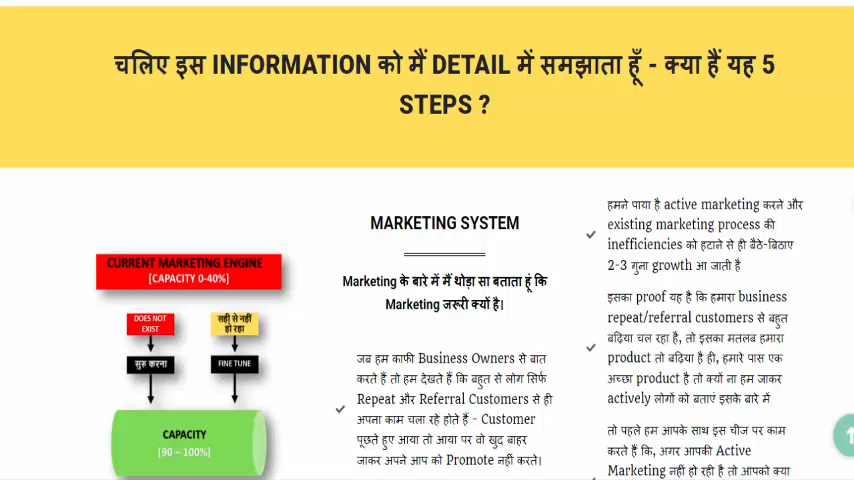 चलिए इस INFORMATION को मैं DETAIL में समझाता हूँ - क्या हैं यह 5
STEPS ?
CURRENT MARKETING ENGINE
[CAPACITY 0-40%]
DOES NOT
EXIST
सही से नहीं
हो रहा
सुरु करना
FINE TUNE
CAPACITY
[90 – 100%]
MARKETING SYSTEM
Marketing के बारे में मैं थोड़ा सा बताता हूं कि
Marketing जरूरी क्यों है।
जब हम काफी Business Owners से बात
करते हैं तो हम देखते हैं कि बहुत से लोग सिर्फ
Repeat और Referral Customers से ही
अपना काम चला रहे होते हैं - Customer
पूछते हुए आया तो आया पर वो खुद बाहर
जाकर अपने आप को Promote नहीं करते।
हमने पाया है active marketing करने और
existing marketing process की
inefficiencies को हटाने से ही बैठे-बिठाए
2-3 गुना growth आ जाती है
इसका proof यह है कि हमारा business
repeat/referral customers से बहुत
बढ़िया चल रहा है, तो इसका मतलब हमारा
product तो बढ़िया है ही, हमारे पास एक
अच्छा product है तो क्यों ना हम जाकर
actively लोगों को बताएं इसके बारे में
तो पहले हम आपके साथ इस चीज पर काम
करते हैं कि, अगर आपकी Active
Marketing नहीं हो रही है तो आपको क्या